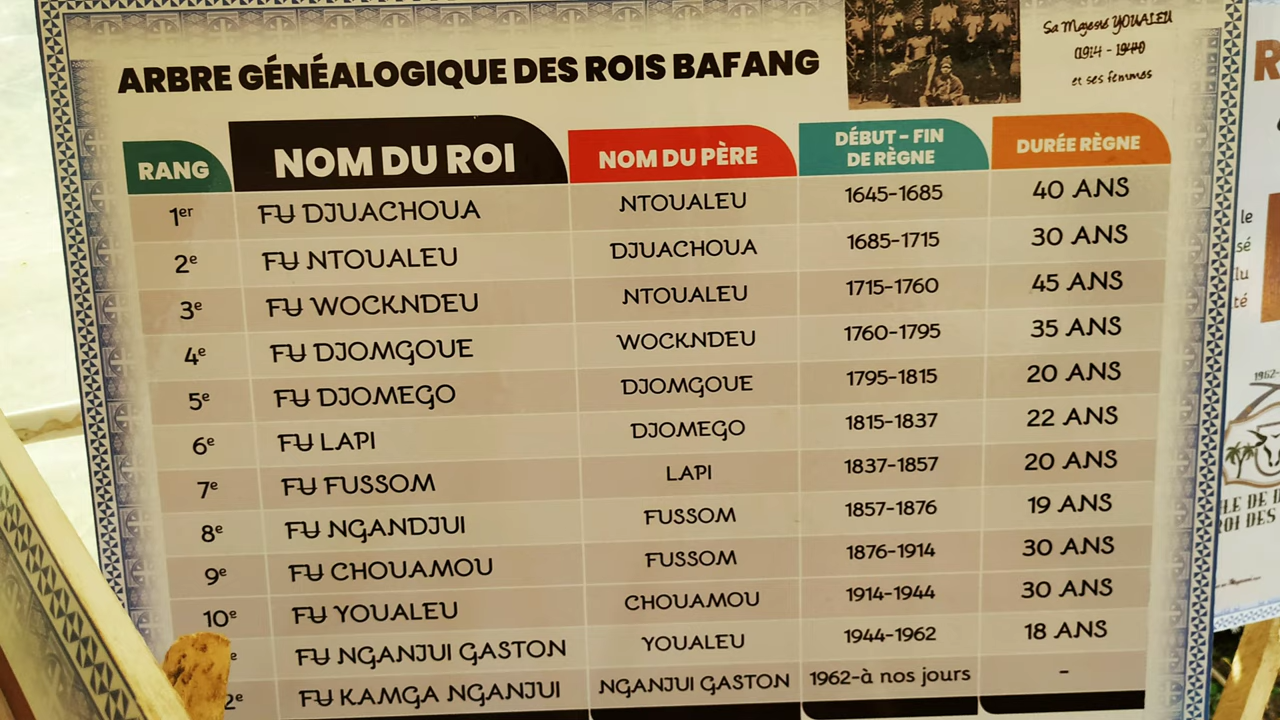 Sa Majesté YOUALEU
(1914 -
et ses femmes
ARBRE GÉNÉALOGIQUE DES ROIS BAFANG
RANG NOM DU ROI NOM DU PÈRE DÉBUT – FIN DE RÈGNE DURÉE RÈGNE
1er FU DJUACHOUA NTOUALEU 1645-1685 40 ANS
2e FU NTOUALEU DJUACHOUA 1685-1715 30 ANS
3e FU WOCKNDEU NTOUALEU 1715-1760 45 ANS
4e FU DJOMGOUE WOCKNDEU 1760-1795 35 ANS
5e FU DJOMEGO DJOMGOUE 1795-1815 20 ANS
6e FU LAPI DJOMEGO 1815-1837 22 ANS
7e FU FUSSOM LAPI 1837-1857 20 ANS
8e FU NGANDJUI FUSSOM 1857-1876 19 ANS
9e FU CHOUAMOU FUSSOM 1876-1914 30 ANS
10e FU YOUALEU CHOUAMOU 1914-1944 30 ANS
e FU NGANJUI GASTON YOUALEU 1944-1962 18 ANS
2e FU KAMGA NGANJUI NGANJUI GASTON 1962-à nos jours -
le
sé
té
1962-